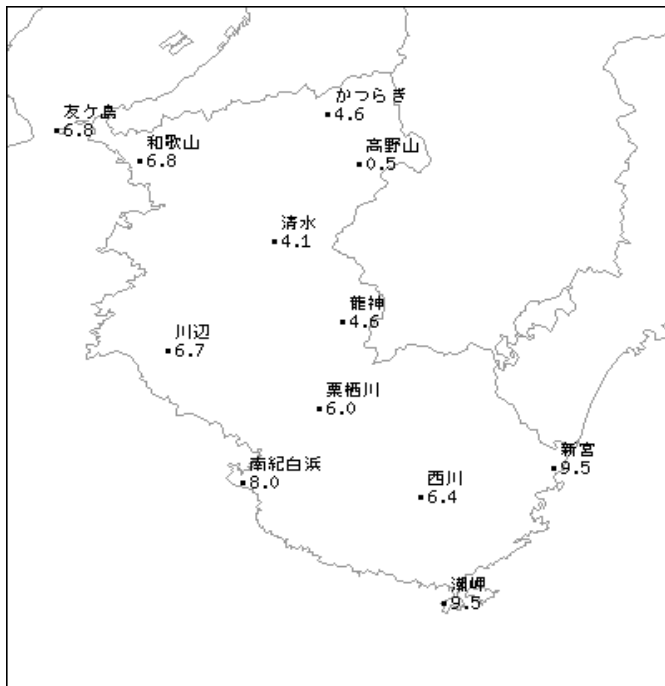 かつらぎ
4.6
友ケ島
6.8
和歌山
6.8
高野山
0.5
清水
4.1
龍神
4.6
川辺
6.7
栗栖川
6.0
新宮
9.5
南紀白浜
8.0
西川
6.4
潮岬
9.5